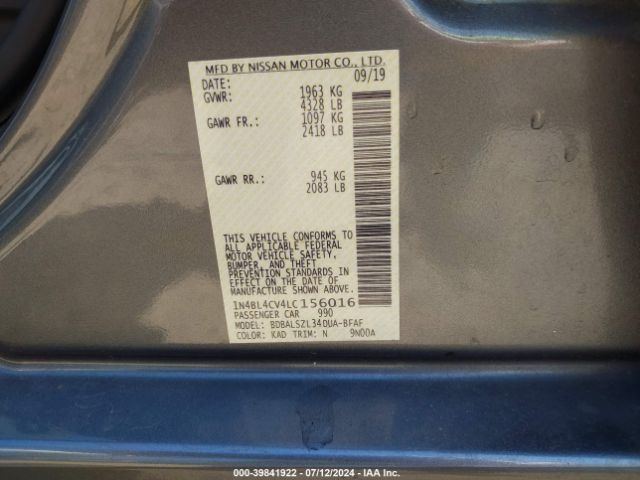 MFD BY NISSAN MOTOR CO., LTD.
DATE: 09/19
GVWR: 1963 KG
4328 LB
GAWR FR.: 1097 KG
2418 LB
GAWR RR.: 945 KG
2083 LB
THIS VEHICLE CONFORMS TO
ALL APPLICABLE FEDERAL
MOTOR VEHICLE SAFETY,
BUMPER, AND THEFT
PREVENTION STANDARDS
IN EFFECT ON THE DATE OF
MANUFACTURE SHOWN ABOVE.
1N4BL4CV4LC156016
PASSENGER CAR 990
MODEL: BDBALSZL34DUA-BFAF
COLOR: KAD TRIM: N 9N00A
000-39841922 - 07/12/2024 - IAA Inc.